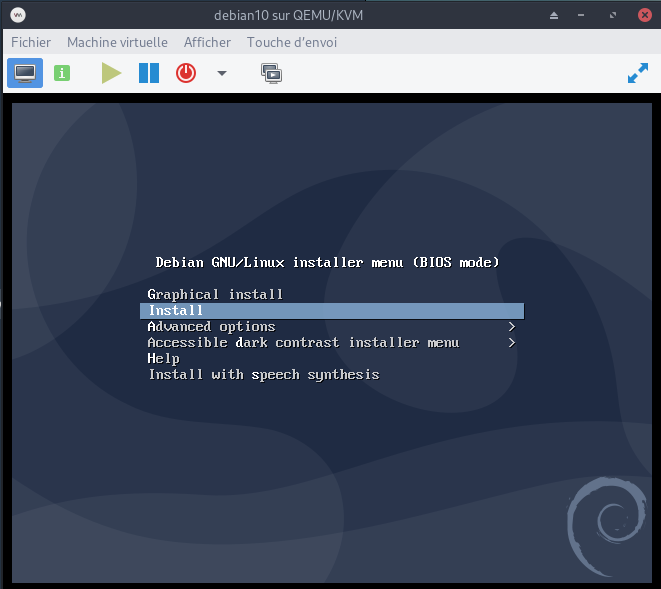 debian10 sur QEMU/KVM
Fichier Machine virtuelle Afficher Touche d'envoi
Debian GNU/Linux installer menu (BIOS mode)
Graphical install
Install
Advanced options >
Accessible dark contrast installer menu >
Help
Install with speech synthesis